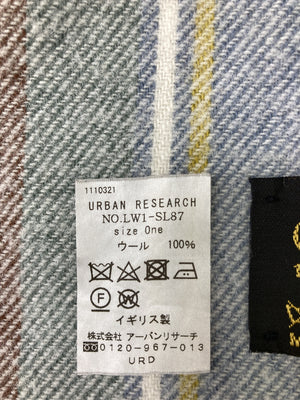 1110321
URBAN RESEARCH
NO.LW1-SL87
size One
ウール 100%
F W
イギリス製
株式会社 アーバンリサーチ
0120-967-013
URD